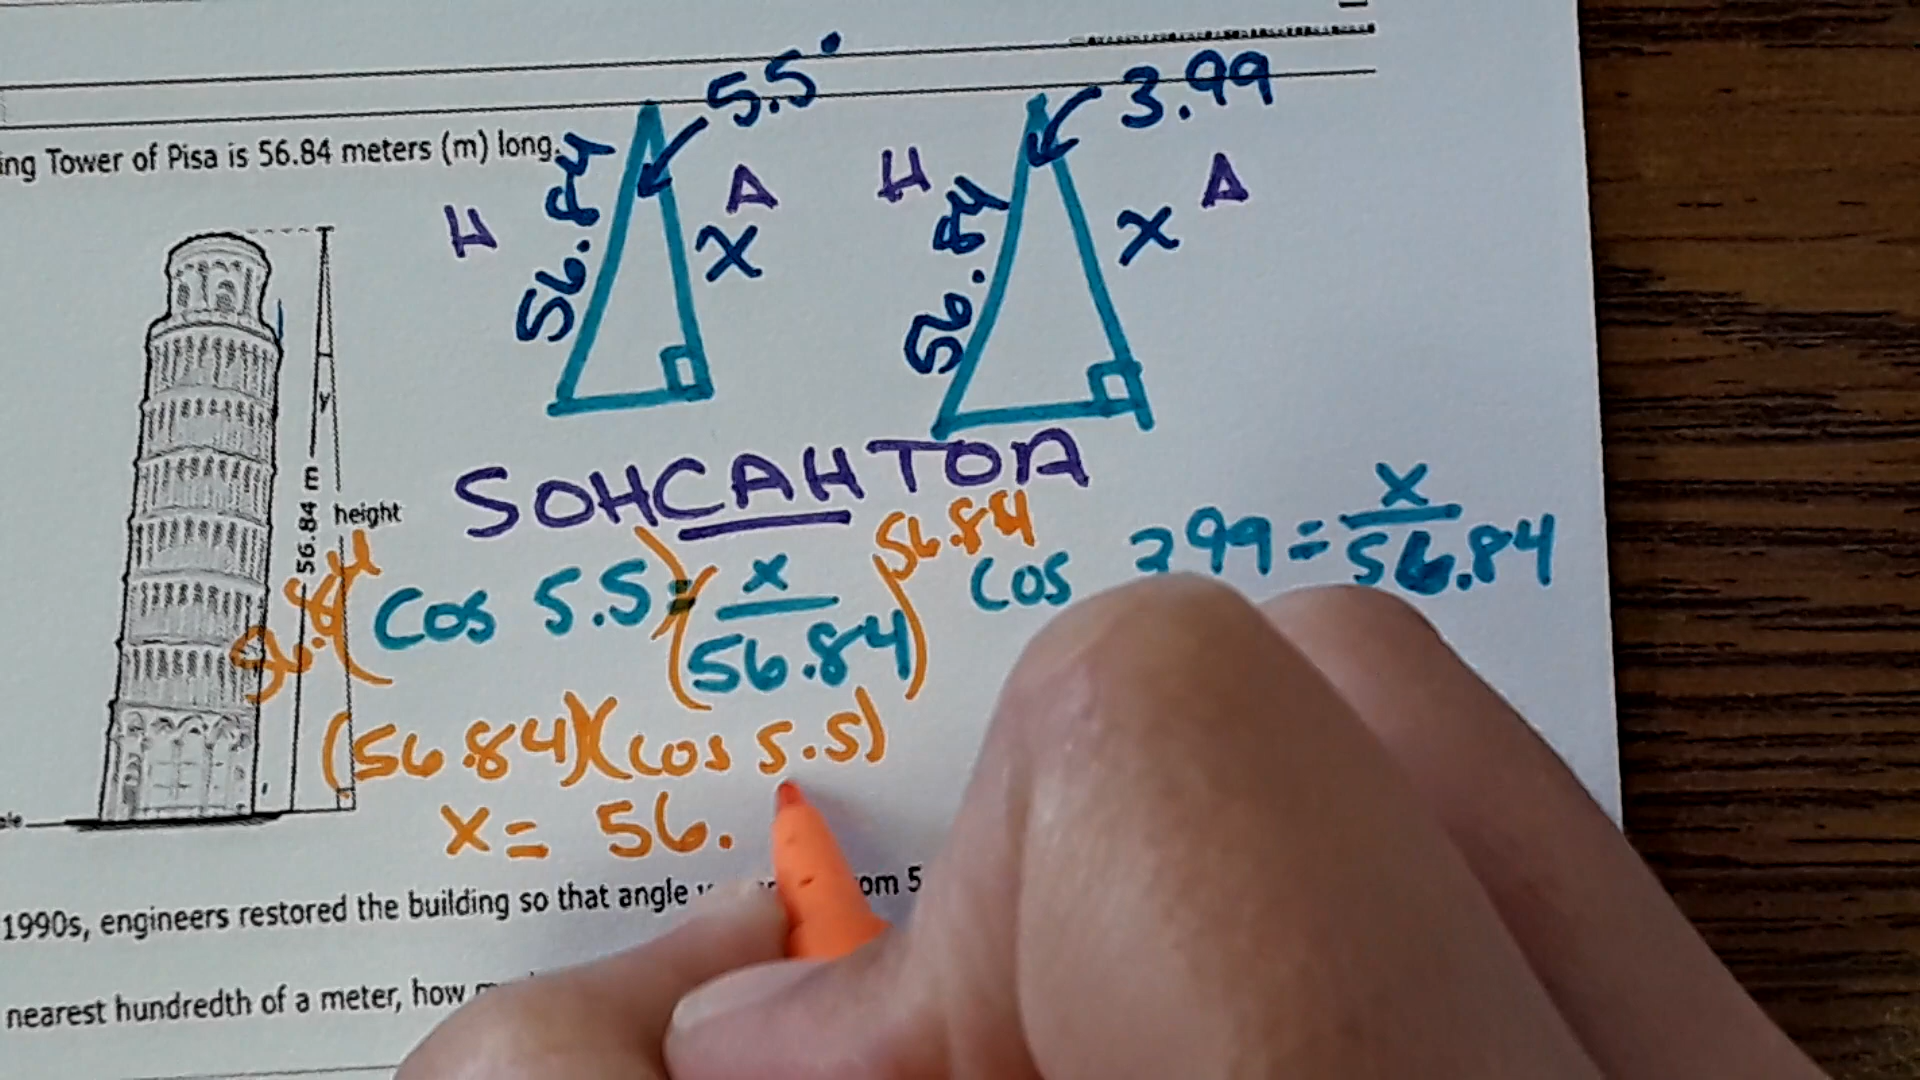 5.5° 3.99
ing Tower of Pisa is 56.84 meters (m) long.
H 56.84 A X H 56.84 A X
Y
56.84 m
height
SOHCAHTOA
56.84 (cos 5.5) = (x/56.84) 56.84
cos 3.99 = x/56.84
(56.84)(cos 5.5)
x = 56.
1990s, engineers restored the building so that angle om 5
nearest hundredth of a meter, how